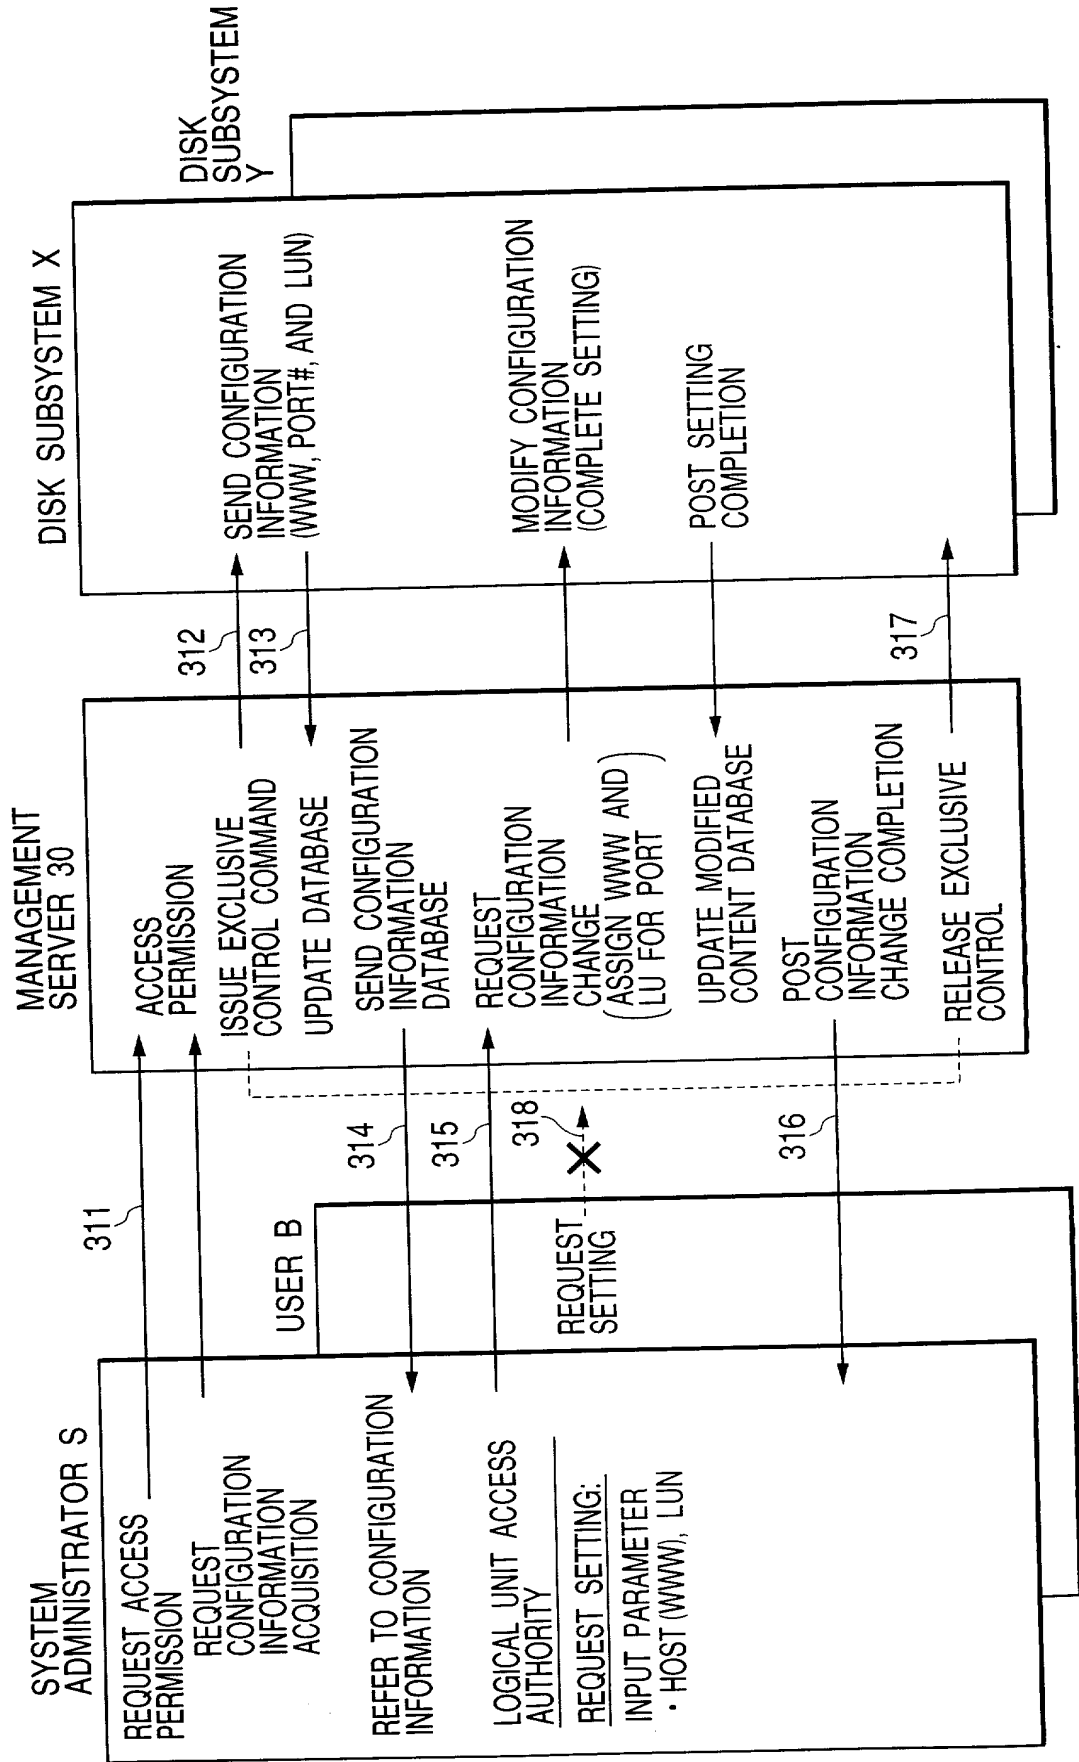 SYSTEM
ADMINISTRATOR S
REQUEST ACCESS
PERMISSION
REQUEST
CONFIGURATION
INFORMATION
ACQUISITION
REFER TO CONFIGURATION
INFORMATION
LOGICAL UNIT ACCESS
AUTHORITY
REQUEST SETTING:
INPUT PARAMETER
• HOST (WWW), LUN
USER B
REQUEST
SETTING
311
314
315
318
316
MANAGEMENT
SERVER 30
ACCESS
PERMISSION
ISSUE EXCLUSIVE
CONTROL COMMAND
UPDATE DATABASE
SEND CONFIGURATION
INFORMATION
DATABASE
REQUEST
CONFIGURATION
INFORMATION
CHANGE
(ASSIGN WWW AND
LU FOR PORT)
UPDATE MODIFIED
CONTENT DATABASE
POST
CONFIGURATION
INFORMATION
CHANGE COMPLETION
RELEASE EXCLUSIVE
CONTROL
312
313
317
DISK SUBSYSTEM X
SEND CONFIGURATION
INFORMATION
(WWW, PORT#, AND LUN)
MODIFY CONFIGURATION
INFORMATION
(COMPLETE SETTING)
POST SETTING
COMPLETION
DISK
SUBSYSTEM
Y